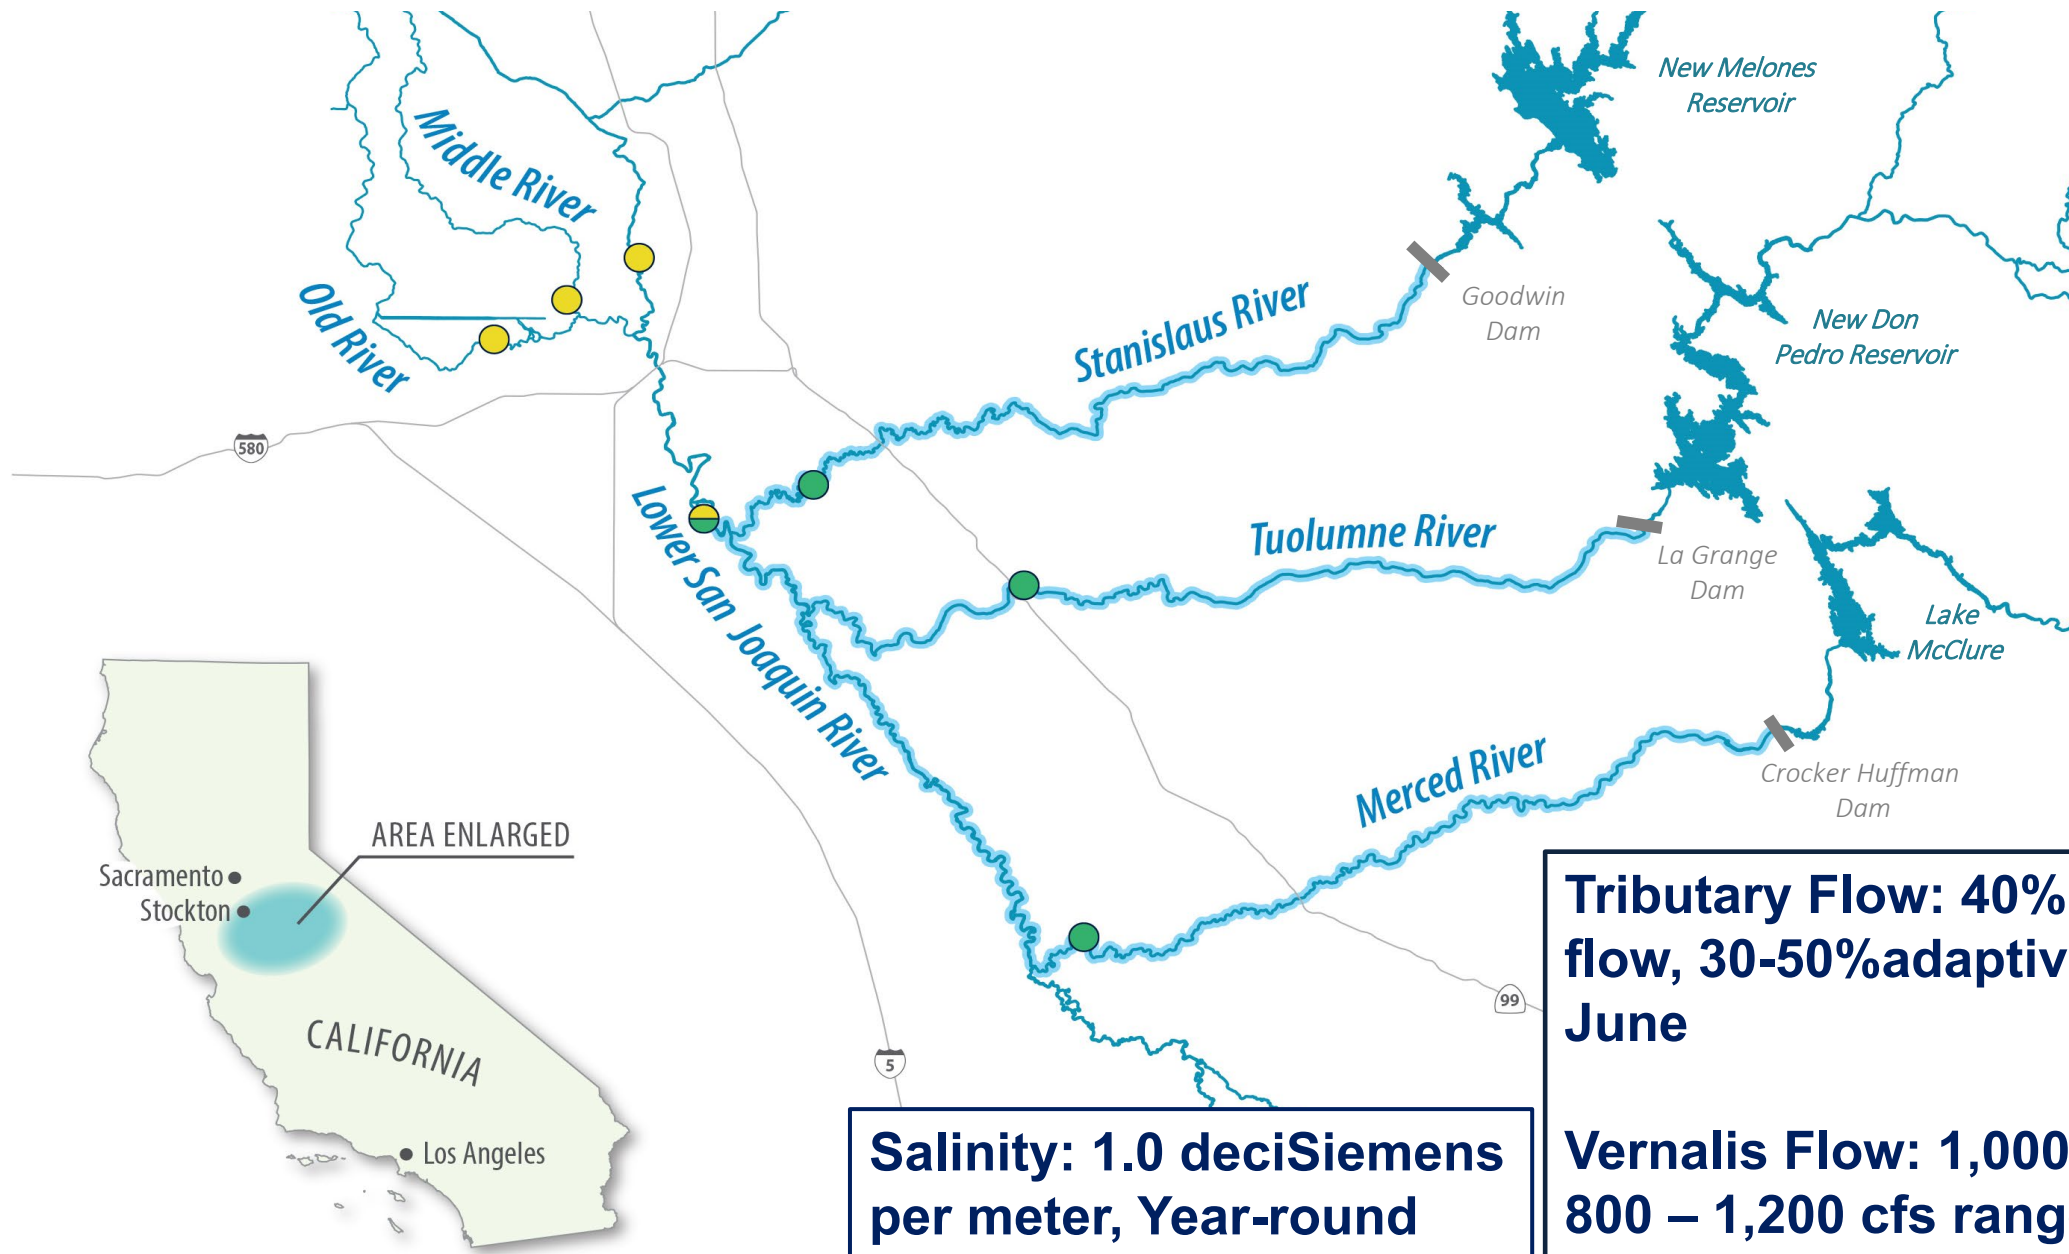 New Melones
Reservoir
Middle River
Old River
Goodwin
Dam
Stanislaus River
New Don
Pedro Reservoir
580
Lower San Joaquin River
Tuolumne River
La Grange
Dam
Lake
McClure
Merced River
Crocker Huffman
Dam
AREA ENLARGED
Sacramento
Stockton
CALIFORNIA
Los Angeles
99
5
Tributary Flow: 40%
flow, 30-50%adaptiv
June
Vernalis Flow: 1,000
800 – 1,200 cfs rang
Salinity: 1.0 deciSiemens
per meter, Year-round